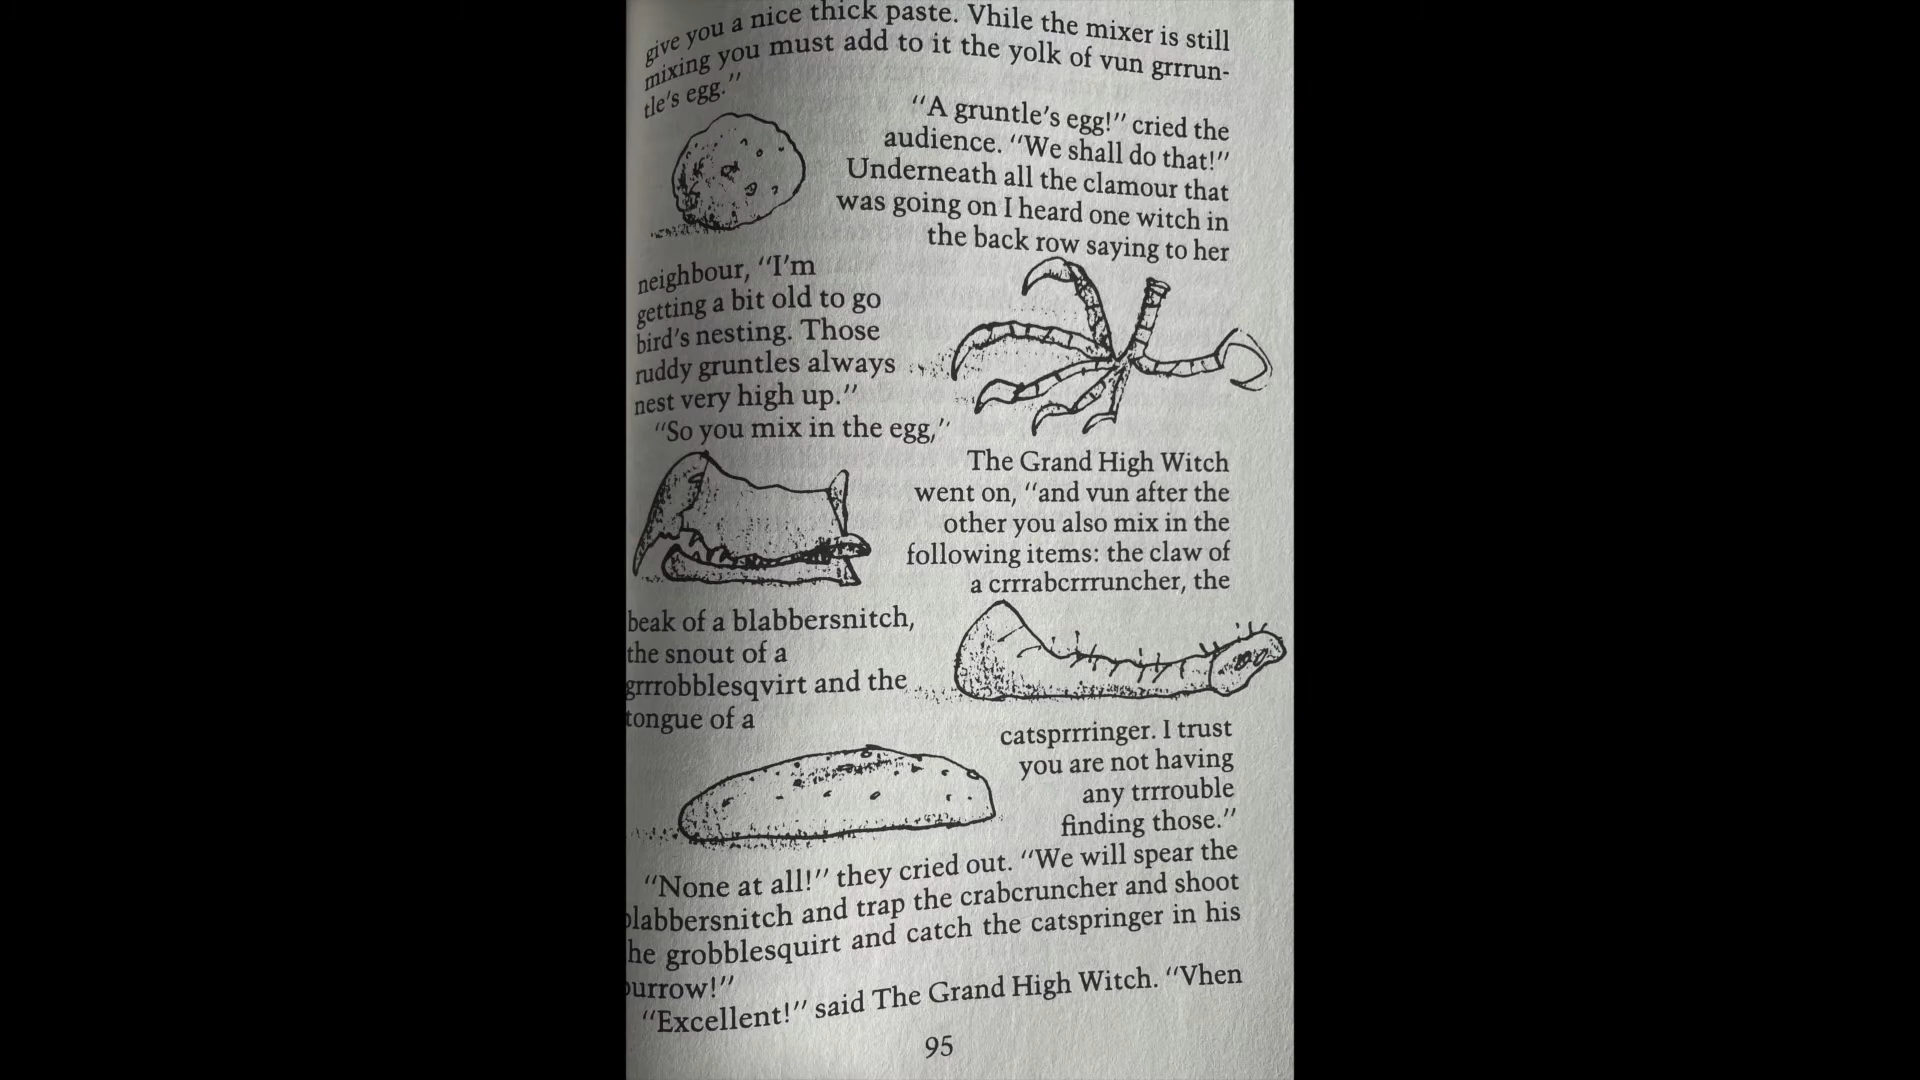 give you a nice thick paste. Vhile the mixer is still
mixing you must add to it the yolk of vun grrrun-
tle's egg."
"A gruntle's egg!" cried the
audience. "We shall do that!"
Underneath all the clamour that
was going on I heard one witch in
the back row saying to her
neighbour, "I'm
getting a bit old to go
bird's nesting. Those
ruddy gruntles always
nest very high up."
"So you mix in the egg,"
The Grand High Witch
went on, "and vun after the
other you also mix in the
following items: the claw of
a crrrabcrrruncher, the
beak of a blabbersnitch,
the snout of a
grrrobblesqvirt and the
tongue of a
catsprrringer. I trust
you are not having
any trrrouble
finding those."
"None at all!" they cried out. "We will spear the
blabbersnitch and trap the crabcruncher and shoot
he grobblesquirt and catch the catspringer in his
burrow!"
"Excellent!" said The Grand High Witch. "Vhen
95